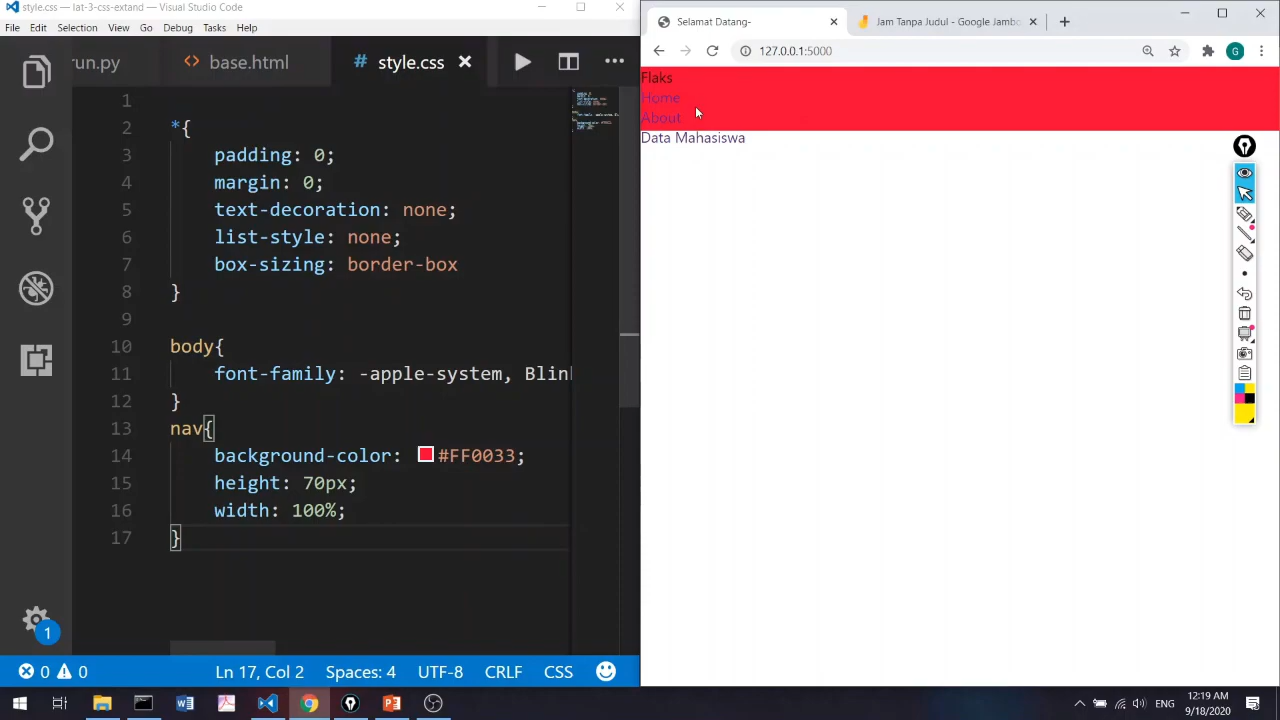 style.css — lat-3-css-extand — Visual Studio Code
File Edit Selection View Go Debug Tasks Help
run.py
base.html
# style.css
1
2 *{
3 padding: 0;
4 margin: 0;
5 text-decoration: none;
6 list-style: none;
7 box-sizing: border-box
8 }
9
10 body{
11 font-family: -apple-system, Blin
12 }
13 nav{
14 background-color: #FF0033;
15 height: 70px;
16 width: 100%;
17 }
1
0 0
Ln 17, Col 2
Spaces: 4
UTF-8
CRLF
CSS
Selamat Datang-
Jam Tanpa Judul - Google Jambo
127.0.0.1:5000
G
Flaks
Home
About
Data Mahasiswa
ENG
12:19 AM
9/18/2020